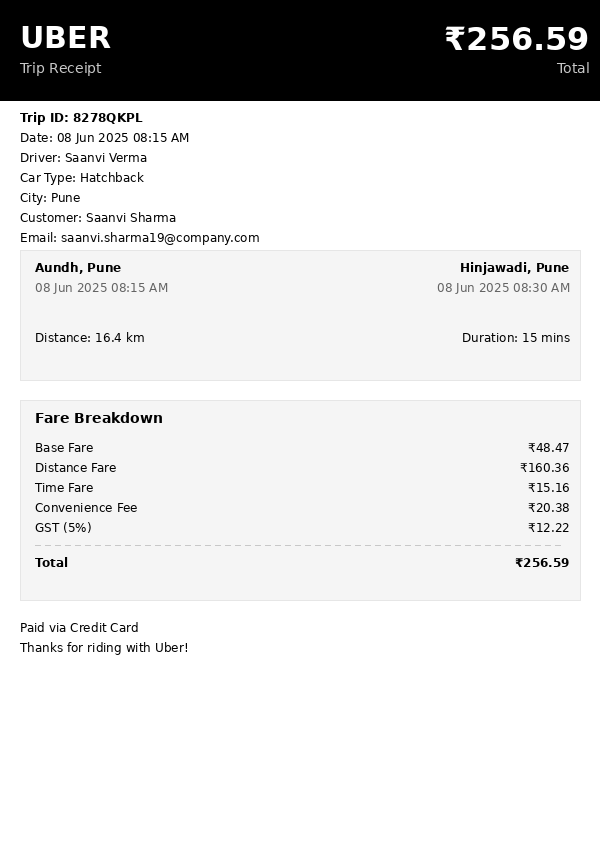 UBER ₹256.59
Trip Receipt Total
Trip ID: 8278QKPL
Date: 08 Jun 2025 08:15 AM
Driver: Saanvi Verma
Car Type: Hatchback
City: Pune
Customer: Saanvi Sharma
Email: saanvi.sharma19@company.com
Aundh, Pune Hinjawadi, Pune
08 Jun 2025 08:15 AM 08 Jun 2025 08:30 AM
Distance: 16.4 km Duration: 15 mins
Fare Breakdown
Base Fare ₹48.47
Distance Fare ₹160.36
Time Fare ₹15.16
Convenience Fee ₹20.38
GST (5%) ₹12.22
Total ₹256.59
Paid via Credit Card
Thanks for riding with Uber!